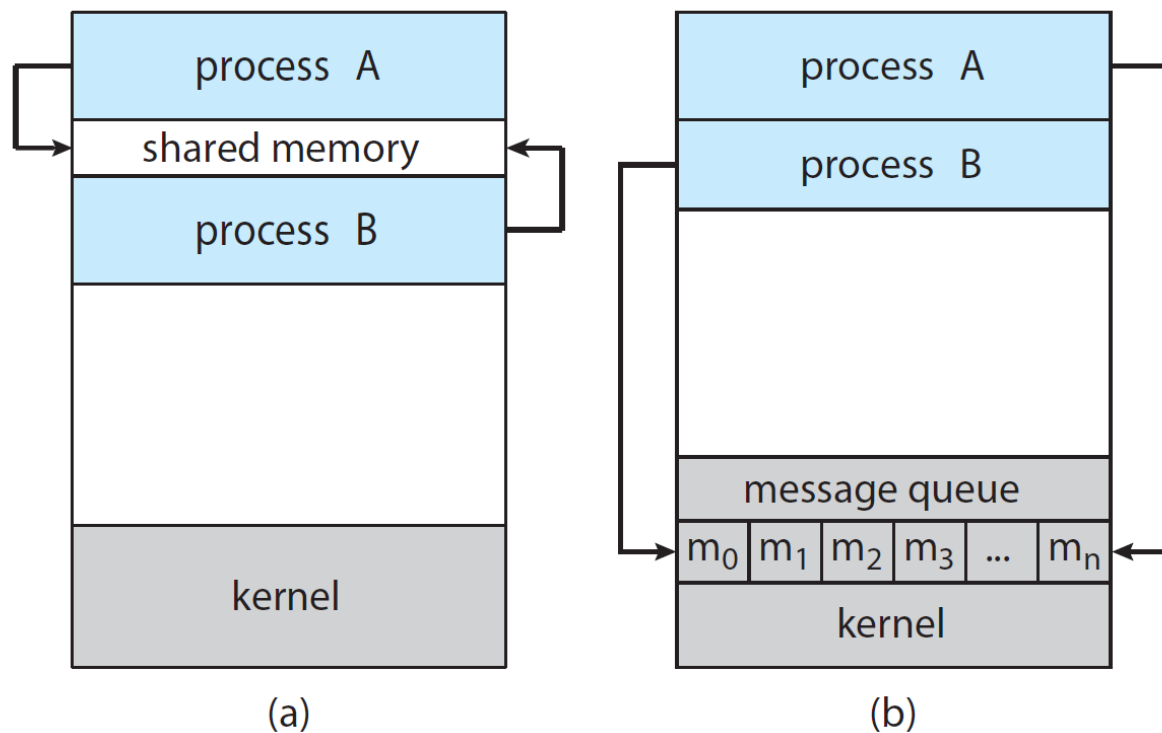 process A
shared memory
process B
kernel
(a)
process A
process B
message queue
m0 m1 m2 m3 ... mn
kernel
(b)